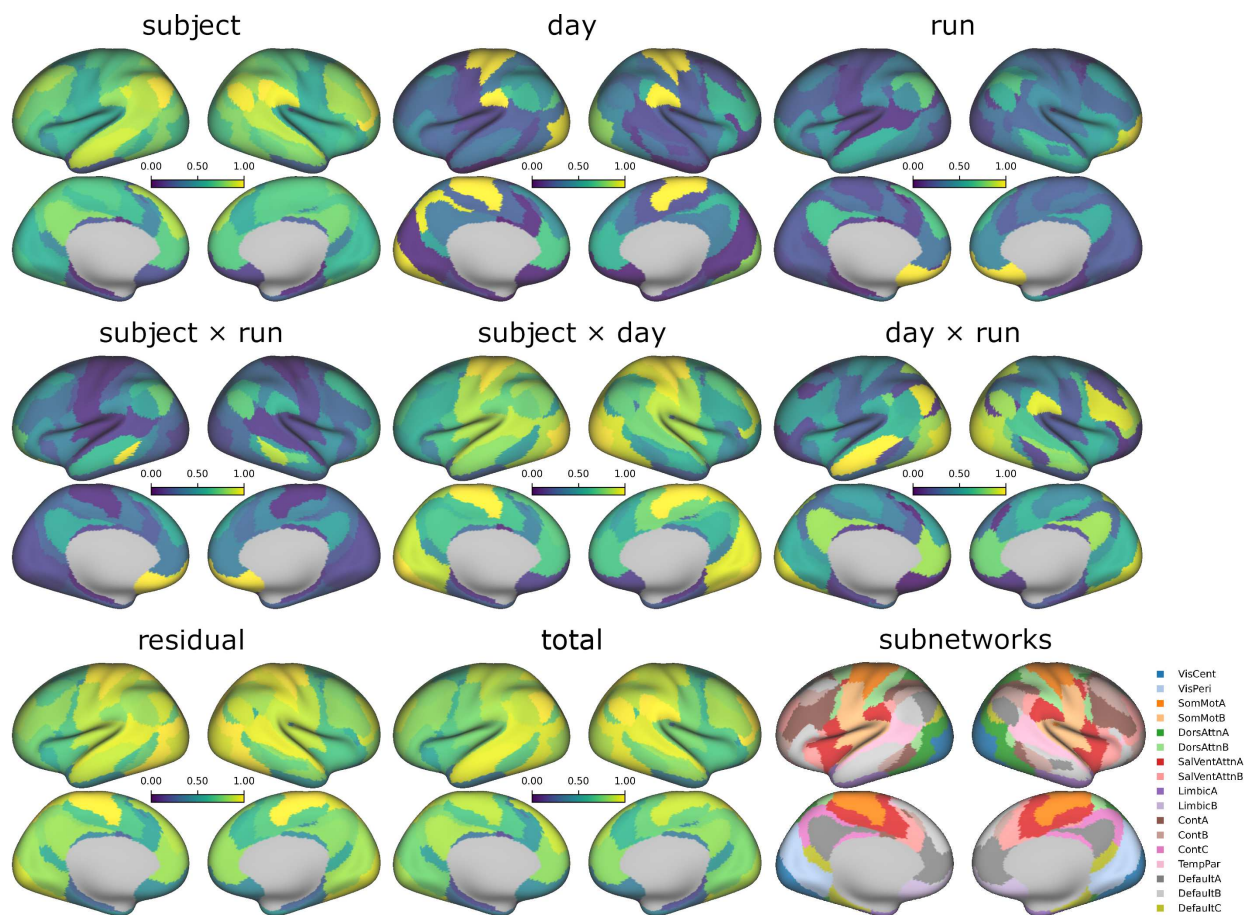 subject day run
0.00 0.50 1.00 0.00 0.50 1.00 0.00 0.50 1.00
subject × run subject × day day × run
0.00 0.50 1.00 0.00 0.50 1.00 0.00 0.50 1.00
residual total subnetworks
0.00 0.50 1.00 0.00 0.50 1.00
VisCent
VisPeri
SomMotA
SomMotB
DorsAttnA
DorsAttnB
SalVentAttnA
SalVentAttnB
LimbicA
LimbicB
ContA
ContB
ContC
TempPar
DefaultA
DefaultB
DefaultC